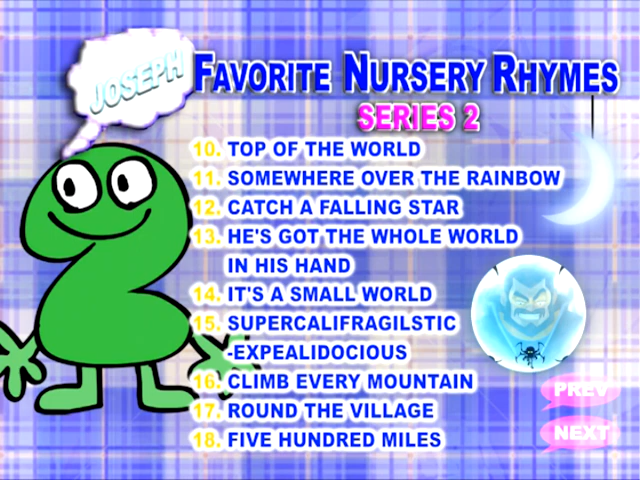 JOSEPH
FAVORITE NURSERY RHYMES
SERIES 2
10. TOP OF THE WORLD
11. SOMEWHERE OVER THE RAINBOW
12. CATCH A FALLING STAR
13. HE'S GOT THE WHOLE WORLD
IN HIS HAND
14. IT'S A SMALL WORLD
15. SUPERCALIFRAGILSTIC
-EXPEALIDOCIOUS
16. CLIMB EVERY MOUNTAIN
17. ROUND THE VILLAGE
18. FIVE HUNDRED MILES
PREV
NEXT